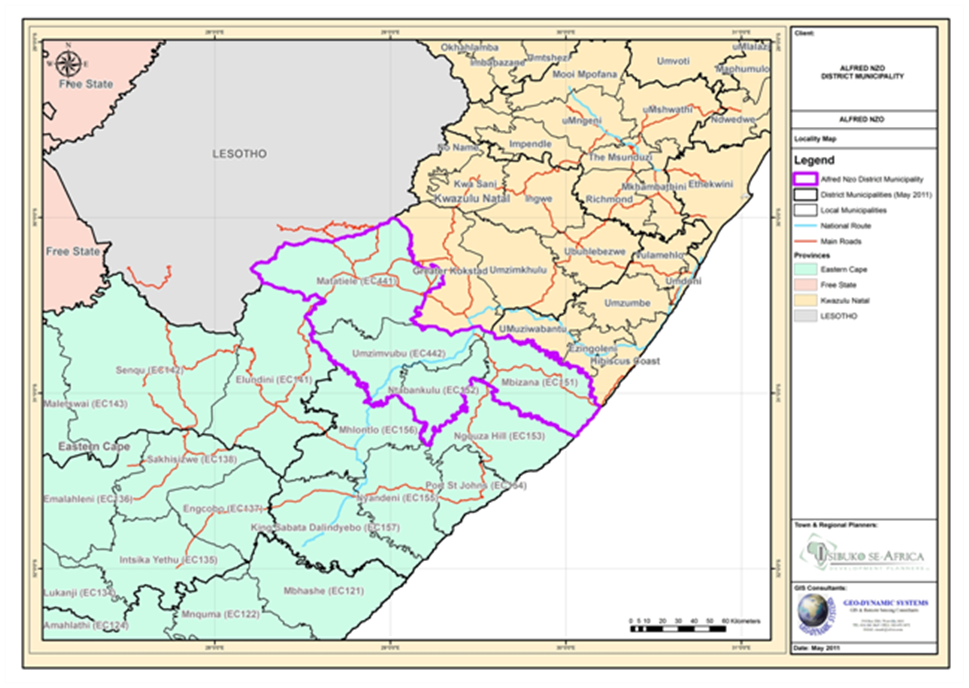 N
W
E
S
Free State
LESOTHO
Free State
Okhahlamba
Imbabazane
Umtshezi
Mooi Mpofana
Umvoti
uMlalazi
Maphumulo
uMshwathi
Ndwedwe
uMngeni
Impendle
No Name
The Msunduzi
Kwa Sani
Kwazulu Natal
Ingwe
Richmond
Mkhambathini
Ethekwini
Ubuhlebezwe
Vulamehlo
Greater Kokstad
Umzimkhulu
Umdoni
Matatiele (EC441)
Umzumbe
UMuziwabantu
Ezingoleni
Hibiscus Coast
Umzimvubu (EC442)
Senqu (EC142)
Elundini (EC141)
Ntabankulu (EC152)
Mbizana (EC151)
Maletswai (EC143)
Mhlontlo (EC156)
Ngquza Hill (EC153)
Eastern Cape
Sakhisizwe (EC138)
Port St Johns (EC154)
Emalahleni (EC136)
Nyandeni (EC155)
Engcobo (EC137)
King Sabata Dalindyebo (EC157)
Intsika Yethu (EC135)
Mbhashe (EC121)
Lukanji (EC134)
Mnquma (EC122)
Amahlathi (EC124)
0 5 10 20 30 40 50 60 Kilometers
Client:
ALFRED NZO
DISTRICT MUNICIPALITY
ALFRED NZO
Locality Map
Legend
Alfred Nzo District Municipality
District Municipalities (May 2011)
Local Municipalities
National Route
Main Roads
Provinces
Eastern Cape
Free State
Kwazulu Natal
LESOTHO
Town & Regional Planners:
ISIBUKO SE-AFRICA
DEVELOPMENT PLANNERS
GIS Consultants:
GEO-DYNAMIC SYSTEMS
GIS & Remote Sensing Consultants
Date: May 2011